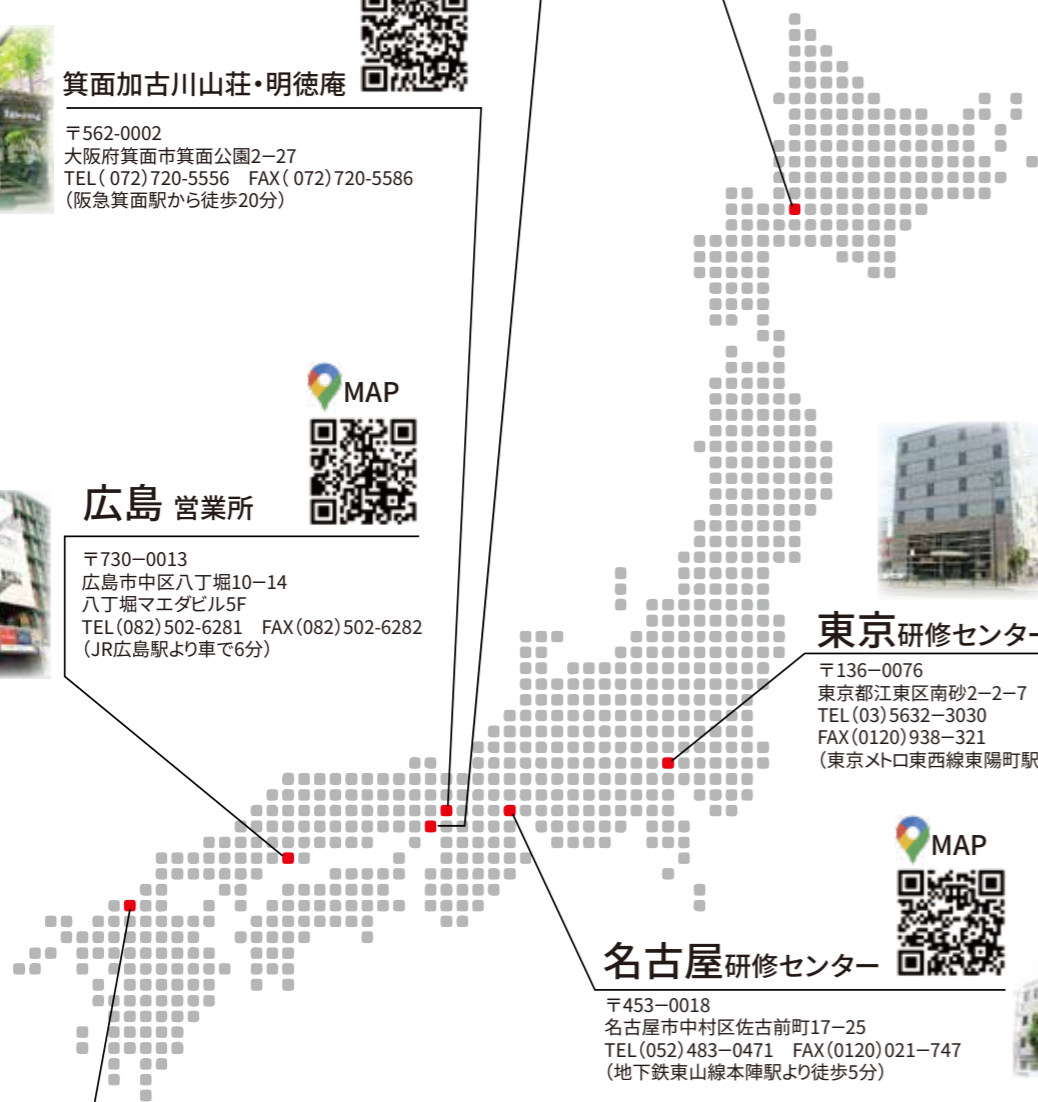 箕面加古川山荘・明徳庵
〒562-0002
大阪府箕面市箕面公園2−27
TEL(072)720-5556　FAX(072)720-5586
(阪急箕面駅から徒歩20分)
MAP
広島 営業所
〒730−0013
広島市中区八丁堀10−14
八丁堀マエダビル5F
TEL(082)502-6281　FAX(082)502-6282
(JR広島駅より車で6分)
東京研修センター
〒136−0076
東京都江東区南砂2−2−7
TEL(03)5632−3030
FAX(0120)938−321
(東京メトロ東西線東陽町駅
MAP
名古屋研修センター
〒453−0018
名古屋市中村区佐古前町17−25
TEL(052)483−0471　FAX(0120)021−747
(地下鉄東山線本陣駅より徒歩5分)